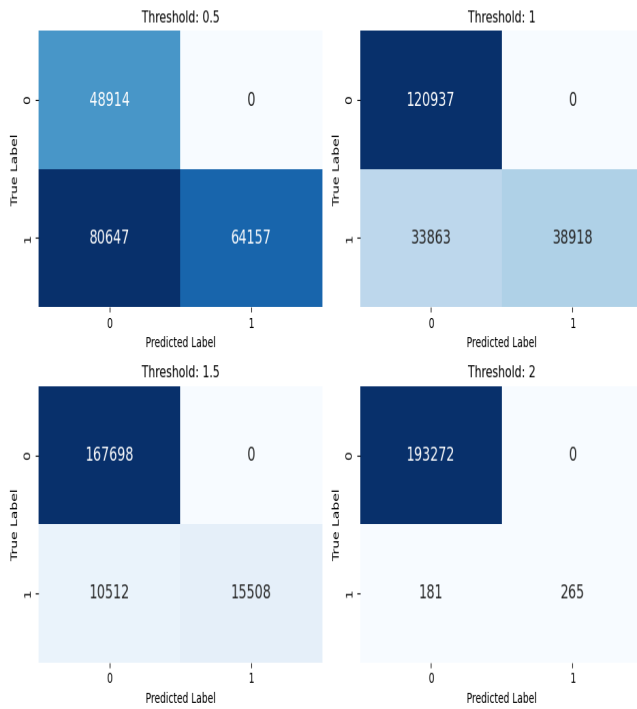 Threshold: 0.5
True Label
0
1
48914
0
80647
64157
0
1
Predicted Label
Threshold: 1
True Label
0
1
120937
0
33863
38918
0
1
Predicted Label
Threshold: 1.5
True Label
0
1
167698
0
10512
15508
0
1
Predicted Label
Threshold: 2
True Label
0
1
193272
0
181
265
0
1
Predicted Label